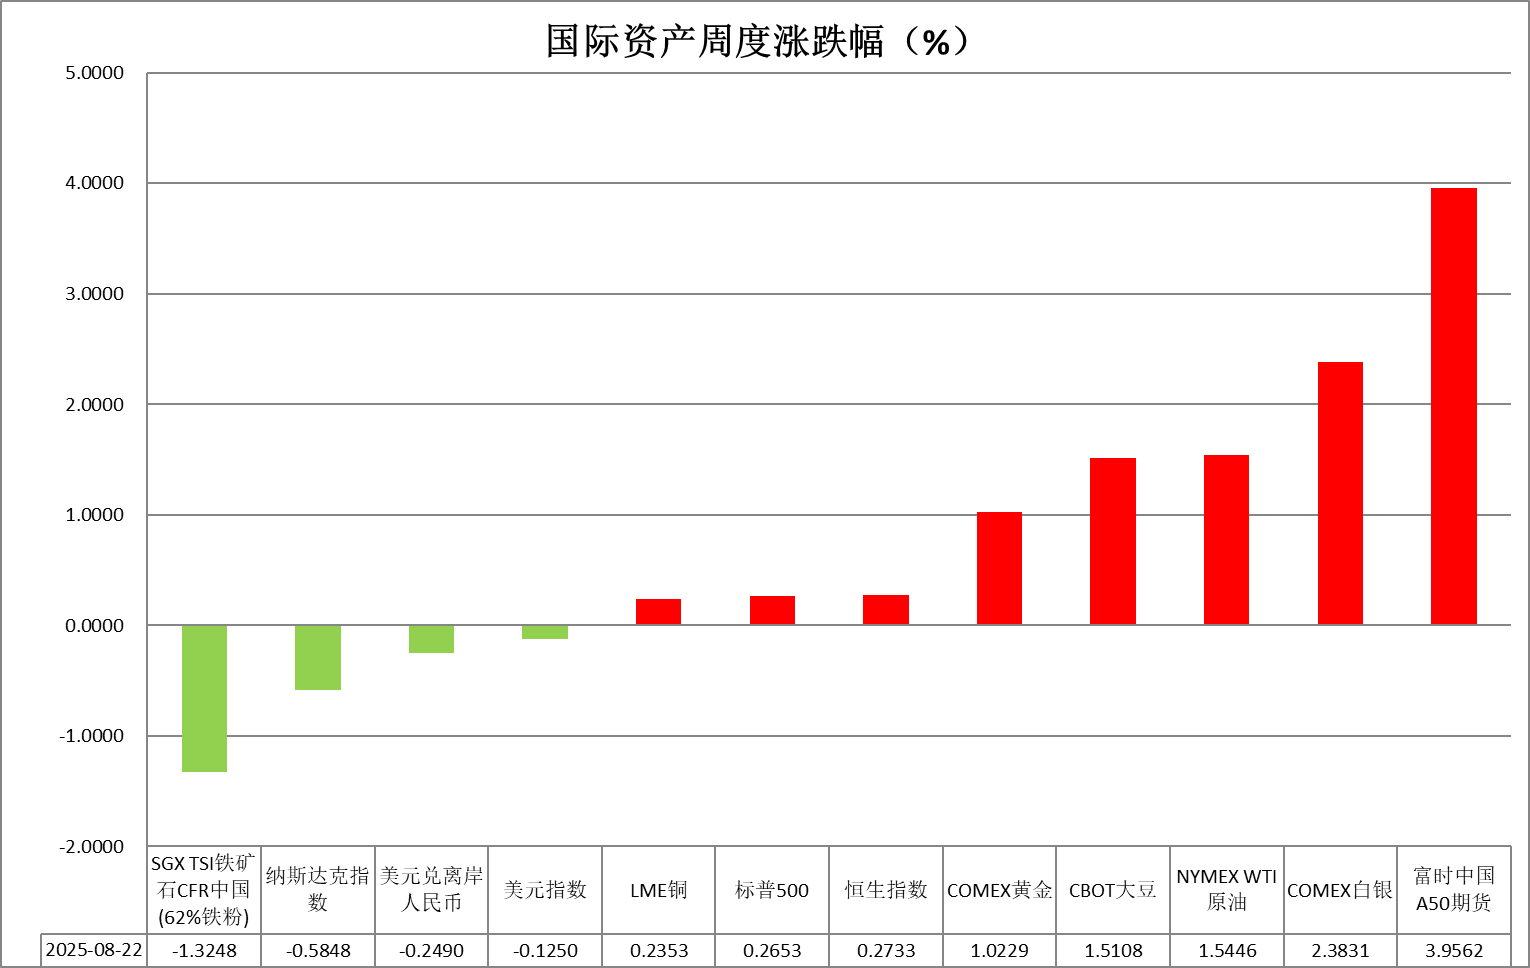 国际资产周度涨跌幅（%）
5.0000
4.0000
3.0000
2.0000
1.0000
0.0000
-1.0000
-2.0000
SGX TSI铁矿
石CFR中国
(62%铁粉)
纳斯达克指
数
美元兑离岸
人民币
美元指数
LME铜
标普500
恒生指数
COMEX黄金
CBOT大豆
NYMEX WTI
原油
COMEX白银
富时中国
A50期货
2025-08-22 -1.3248 -0.5848 -0.2490 -0.1250 0.2353 0.2653 0.2733 1.0229 1.5108 1.5446 2.3831 3.9562